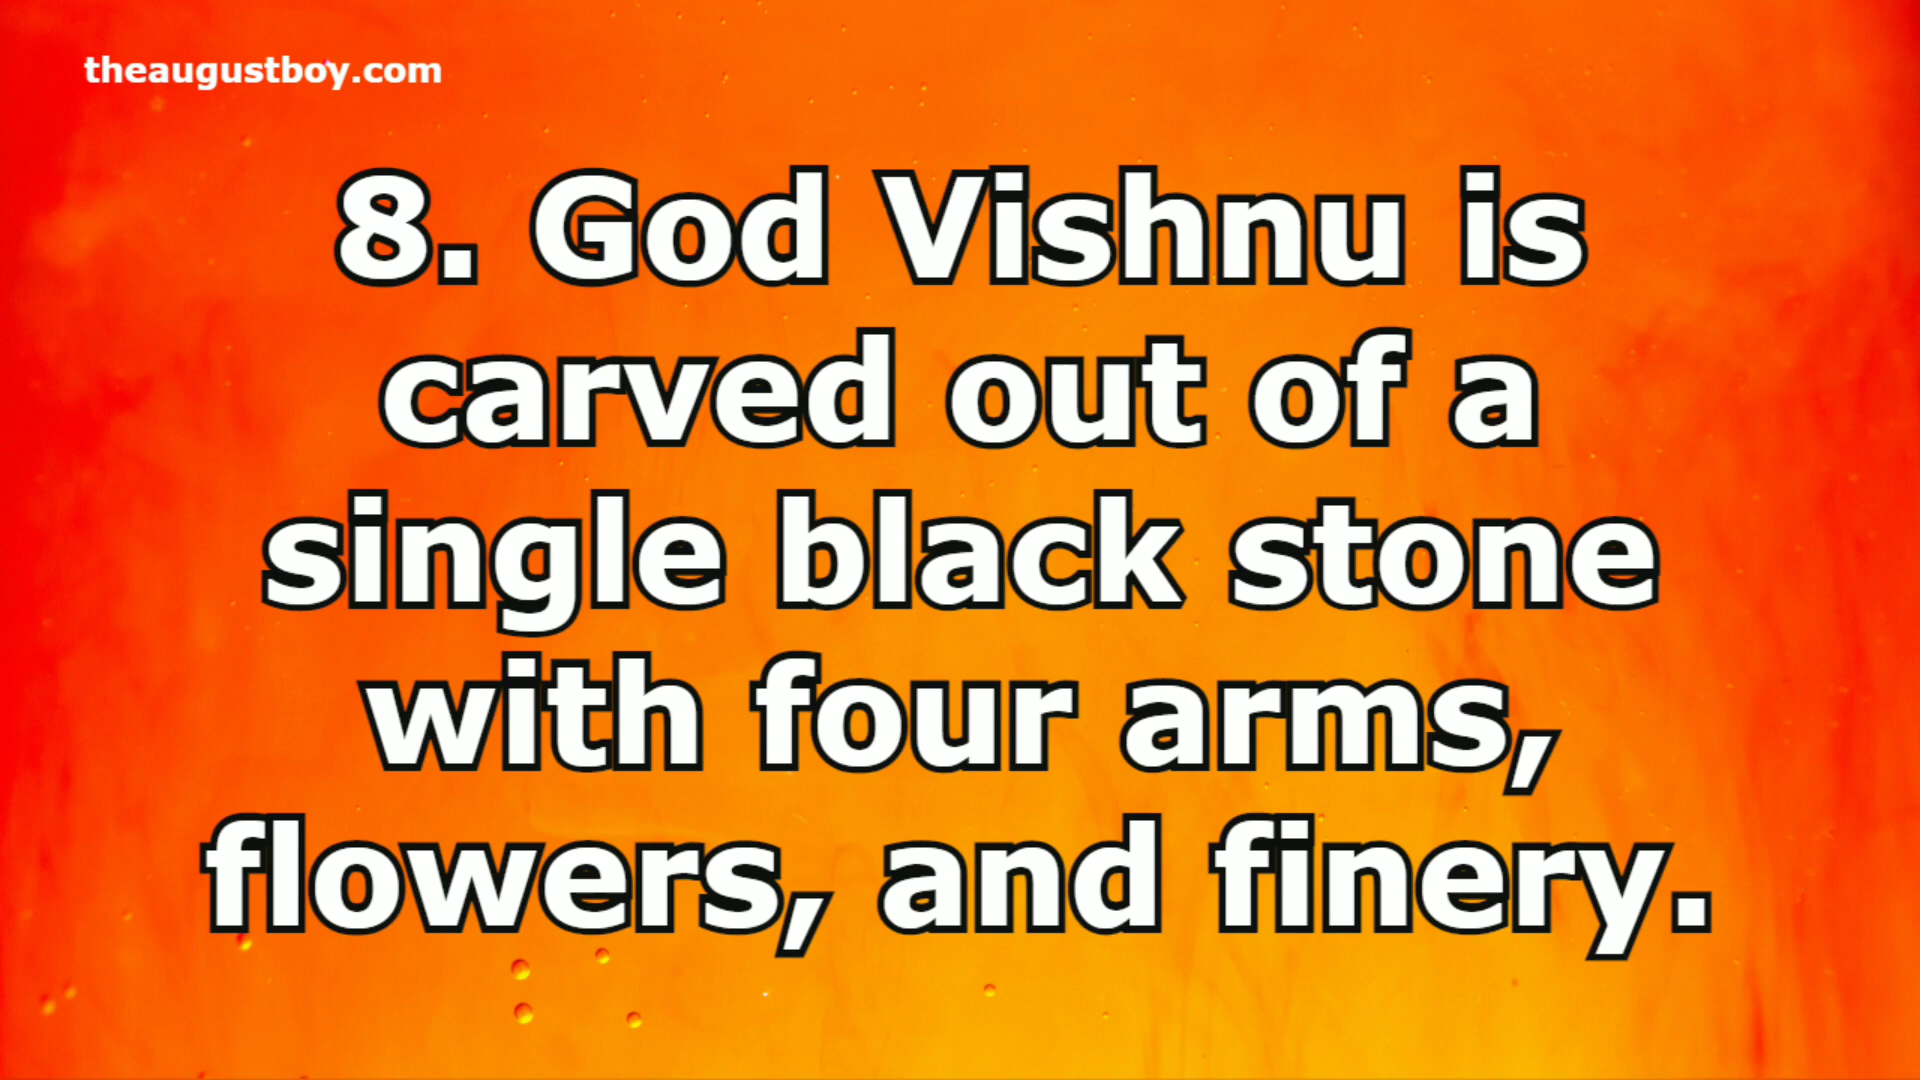 theaugustboy.com
8. God Vishnu is
carved out of a
single black stone
with four arms,
flowers, and finery.